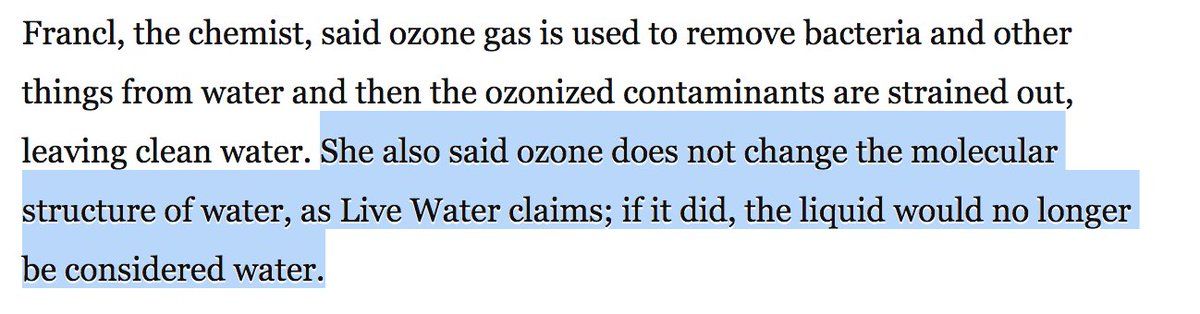 Francl, the chemist, said ozone gas is used to remove bacteria and other
things from water and then the ozonized contaminants are strained out,
leaving clean water. She also said ozone does not change the molecular
structure of water, as Live Water claims; if it did, the liquid would no longer
be considered water.